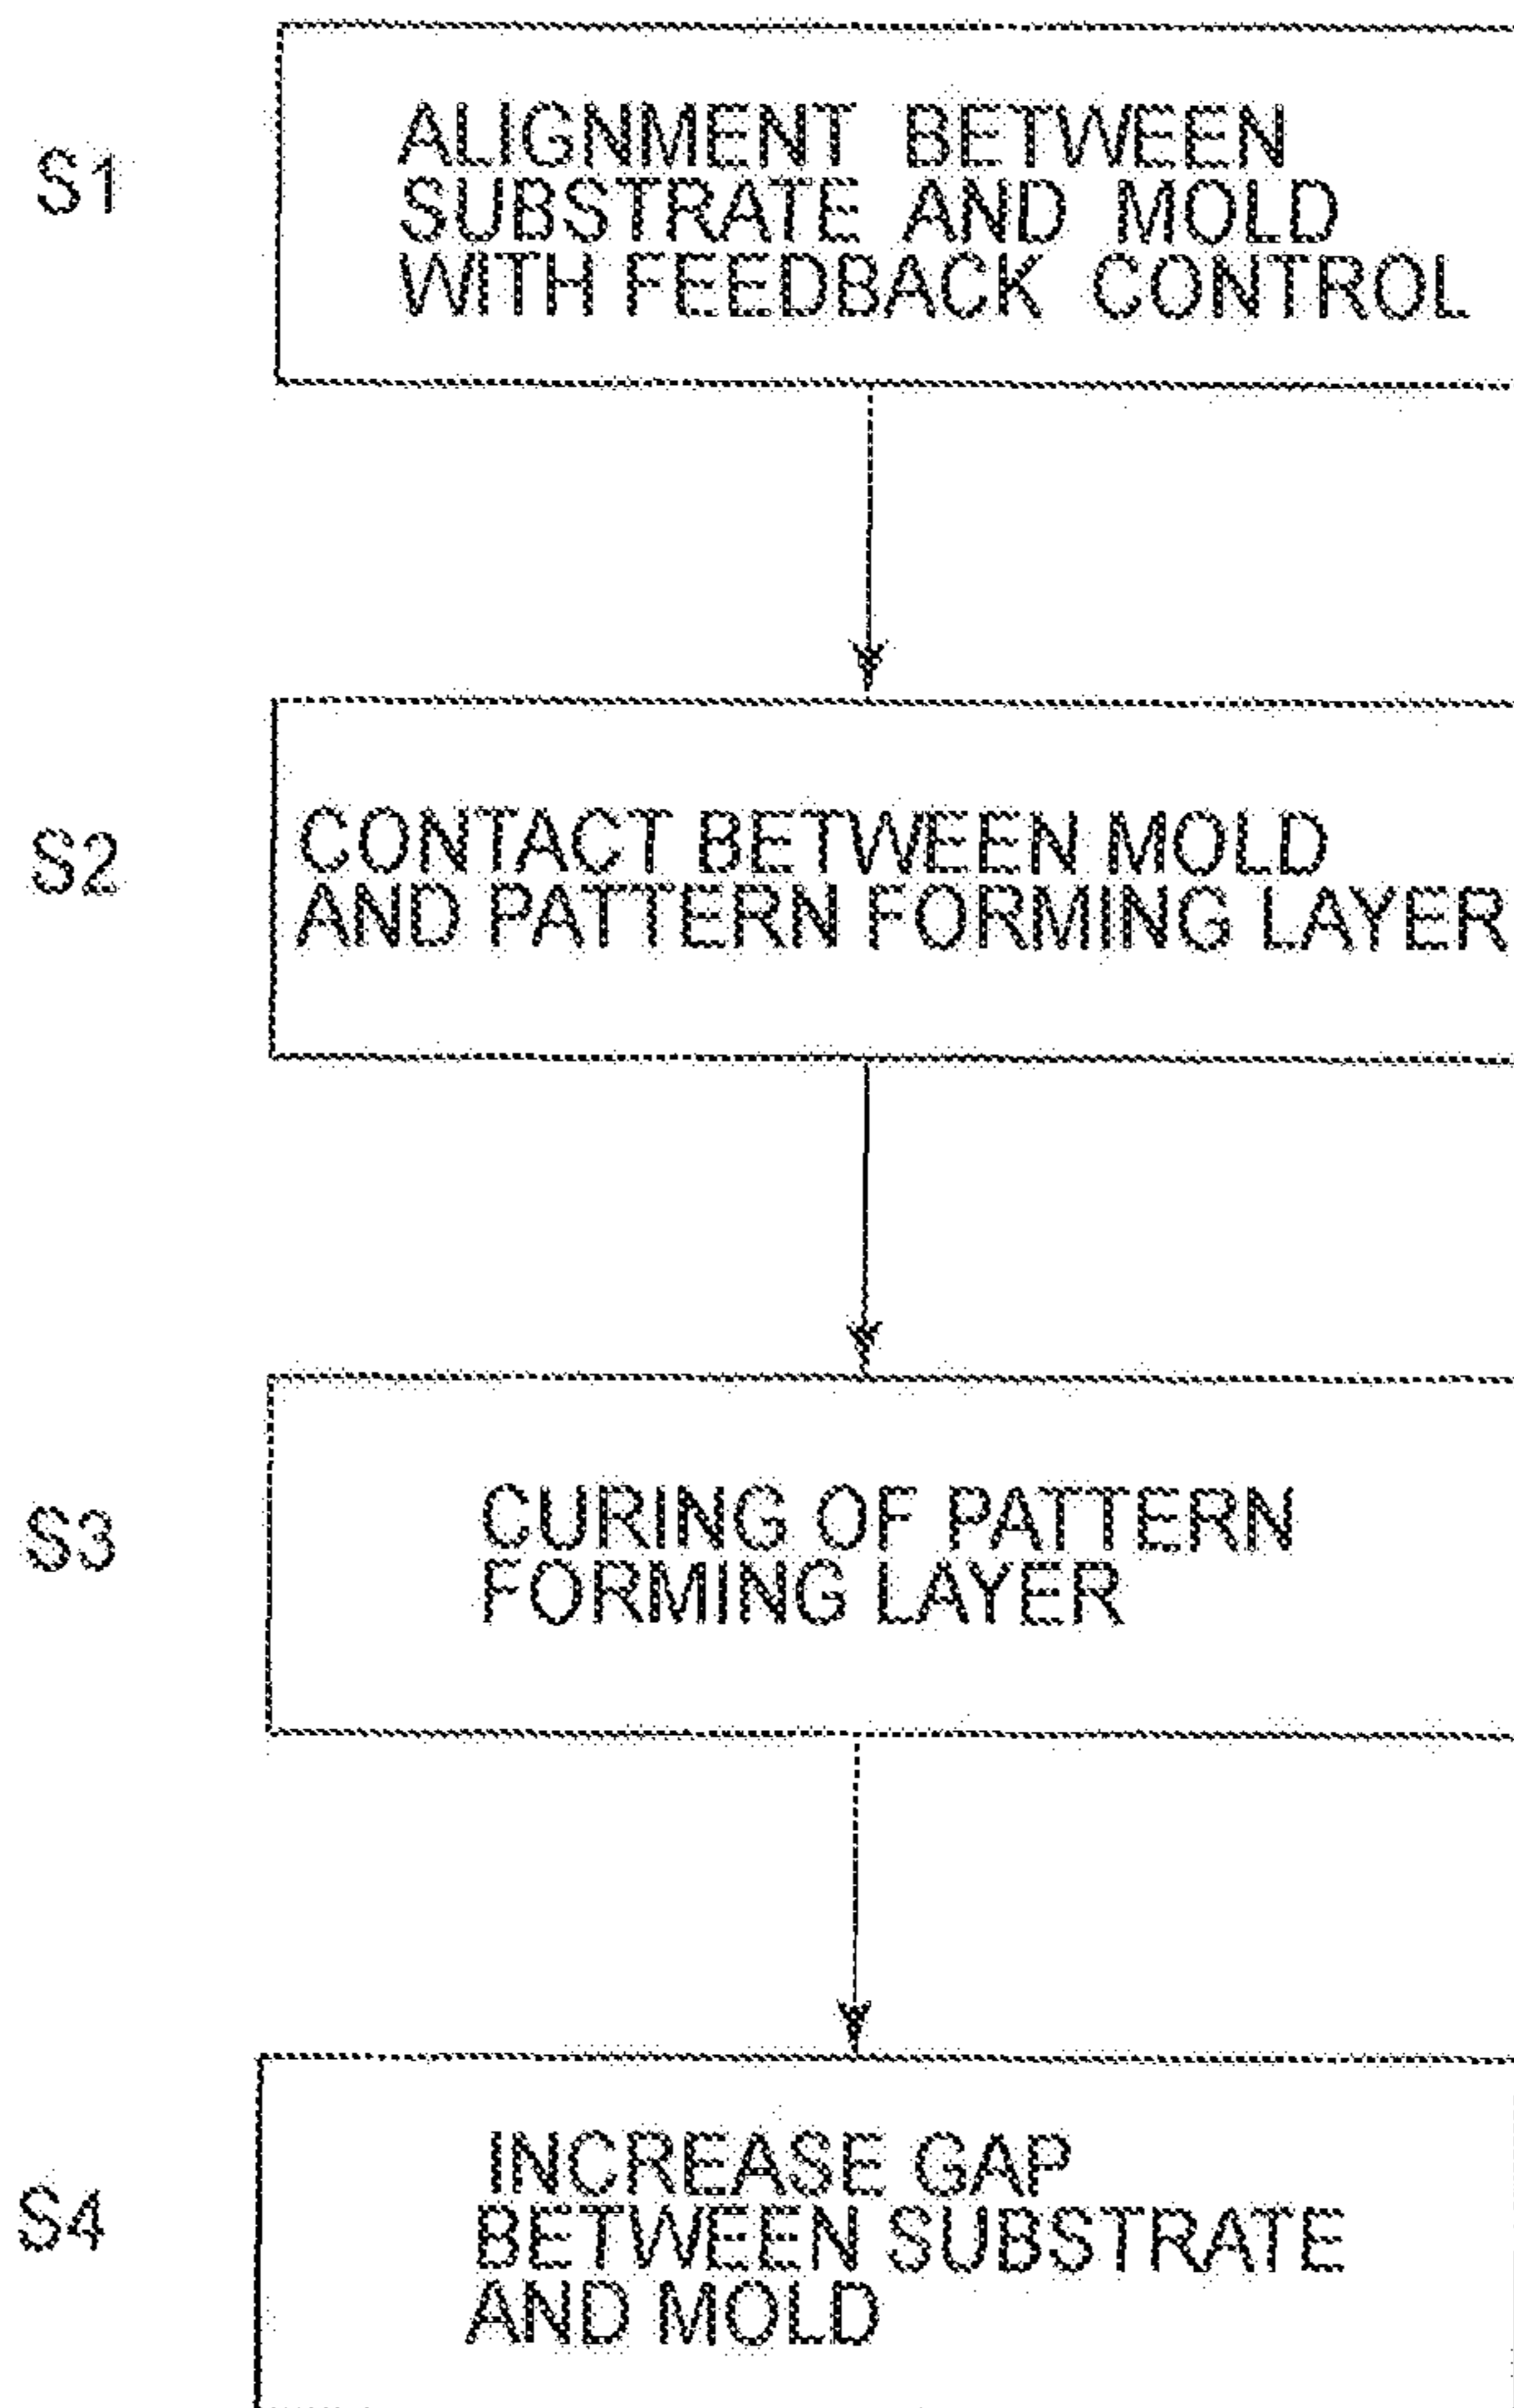 S1
ALIGNMENT BETWEEN
SUBSTRATE AND MOLD
WITH FEEDBACK CONTROL
S2
CONTACT BETWEEN MOLD
AND PATTERN FORMING LAYER
S3
CURING OF PATTERN
FORMING LAYER
S4
INCREASE GAP
BETWEEN SUBSTRATE
AND MOLD